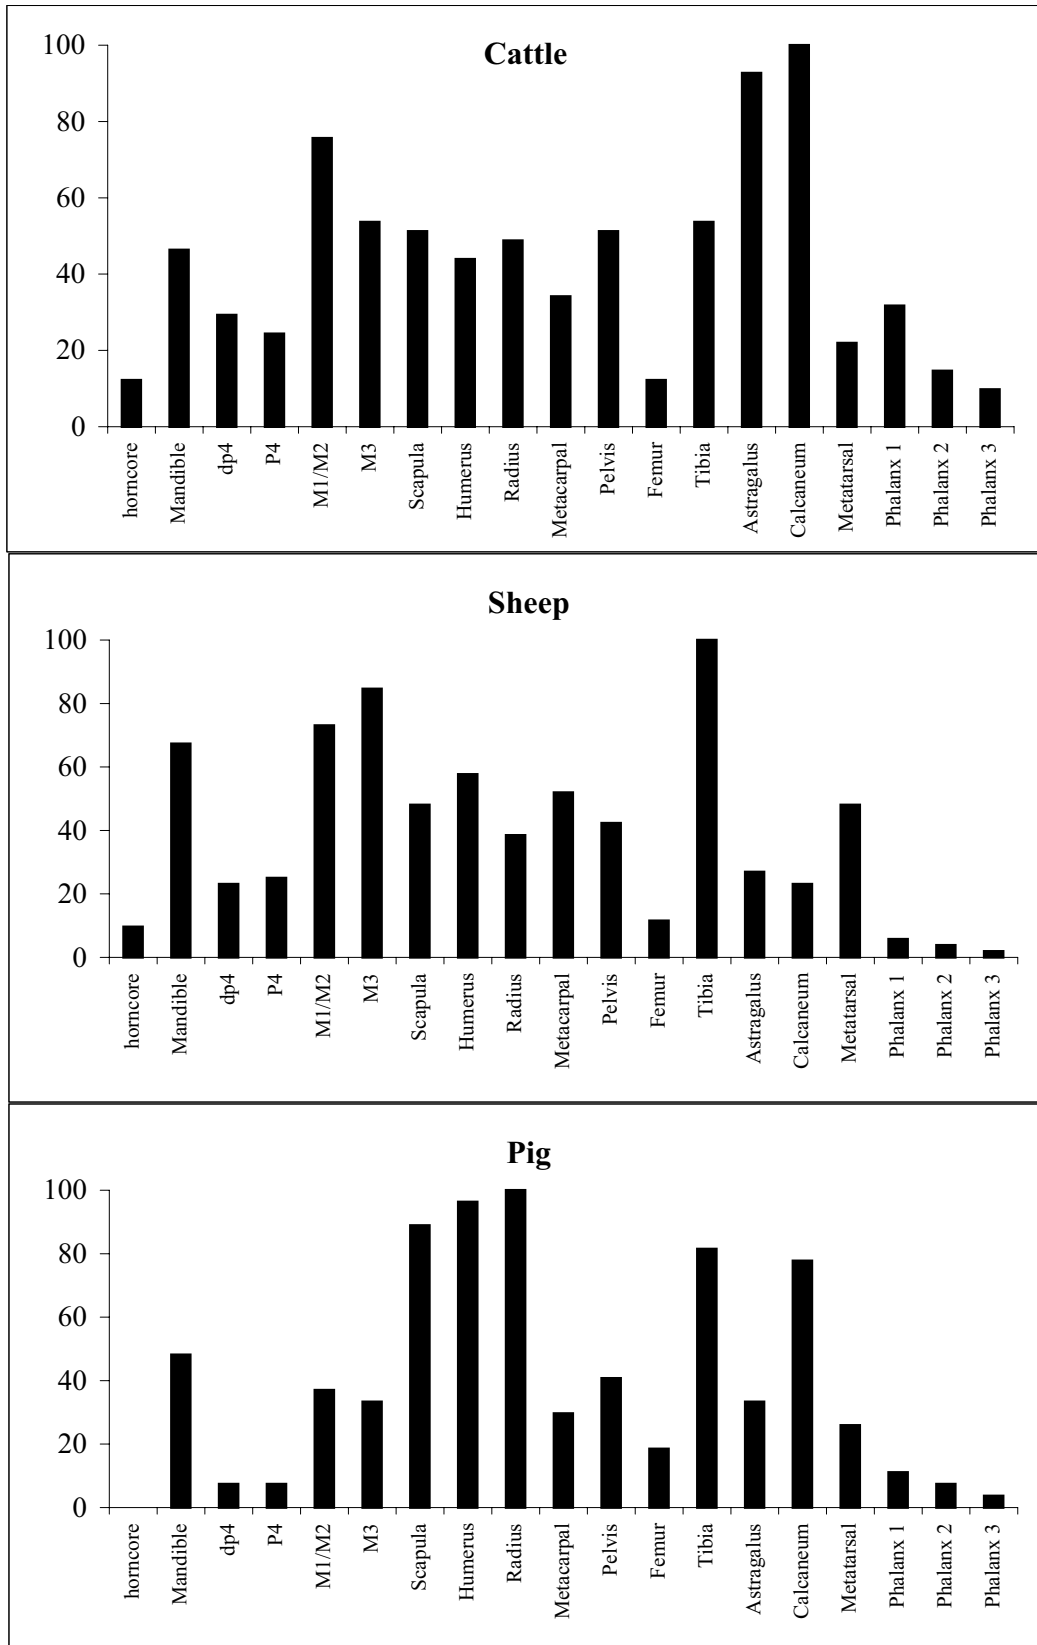 Cattle
100
80
60
40
20
0
horncore
Mandible
dp4
P4
M1/M2
M3
Scapula
Humerus
Radius
Metacarpal
Pelvis
Femur
Tibia
Astragalus
Calcaneum
Metatarsal
Phalanx 1
Phalanx 2
Phalanx 3
Sheep
100
80
60
40
20
0
horncore
Mandible
dp4
P4
M1/M2
M3
Scapula
Humerus
Radius
Metacarpal
Pelvis
Femur
Tibia
Astragalus
Calcaneum
Metatarsal
Phalanx 1
Phalanx 2
Phalanx 3
Pig
100
80
60
40
20
0
horncore
Mandible
dp4
P4
M1/M2
M3
Scapula
Humerus
Radius
Metacarpal
Pelvis
Femur
Tibia
Astragalus
Calcaneum
Metatarsal
Phalanx 1
Phalanx 2
Phalanx 3